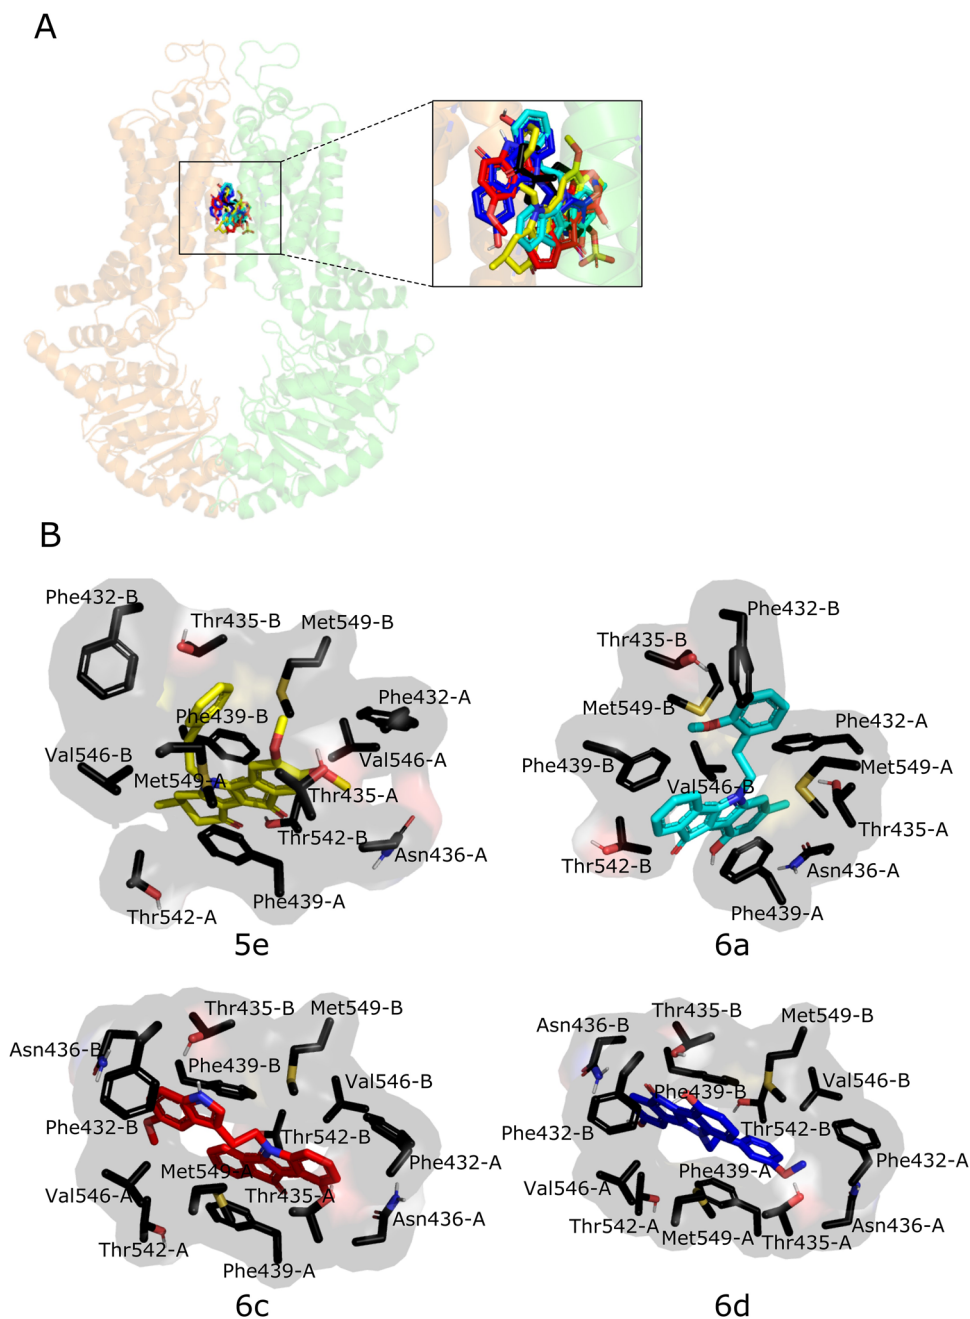 A
B
Phe432-B
Thr435-B
Met549-B
Phe432-A
Phe439-B
Val546-B
Met549-A
Val546-A
Thr435-A
Thr542-B
Asn436-A
Phe439-A
Thr542-A
5e
Phe432-B
Thr435-B
Met549-B
Phe432-A
Phe439-B
Met549-A
Val546-B
Thr435-A
Thr542-B
Asn436-A
Phe439-A
6a
Thr435-B
Met549-B
Asn436-B
Phe439-B
Val546-B
Phe432-B
Thr542-B
Phe432-A
Met549-A
Val546-A
Thr435-A
Asn436-A
Thr542-A
Phe439-A
6c
Thr435-B
Met549-B
Asn436-B
Phe439-B
Val546-B
Phe432-B
Thr542-B
Phe432-A
Phe439-A
Val546-A
Thr542-A
Met549-A
Thr435-A
Asn436-A
6d